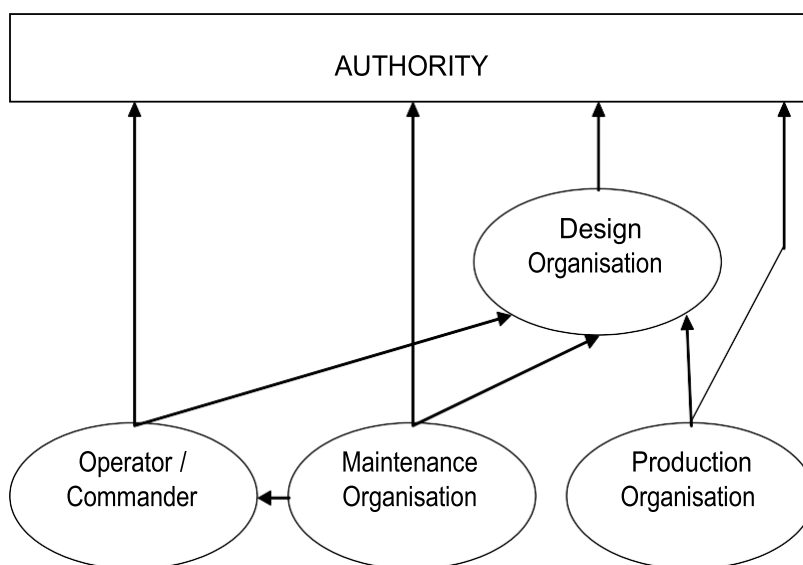 AUTHORITY
Design
Organisation
Operator /
Commander
Maintenance
Organisation
Production
Organisation